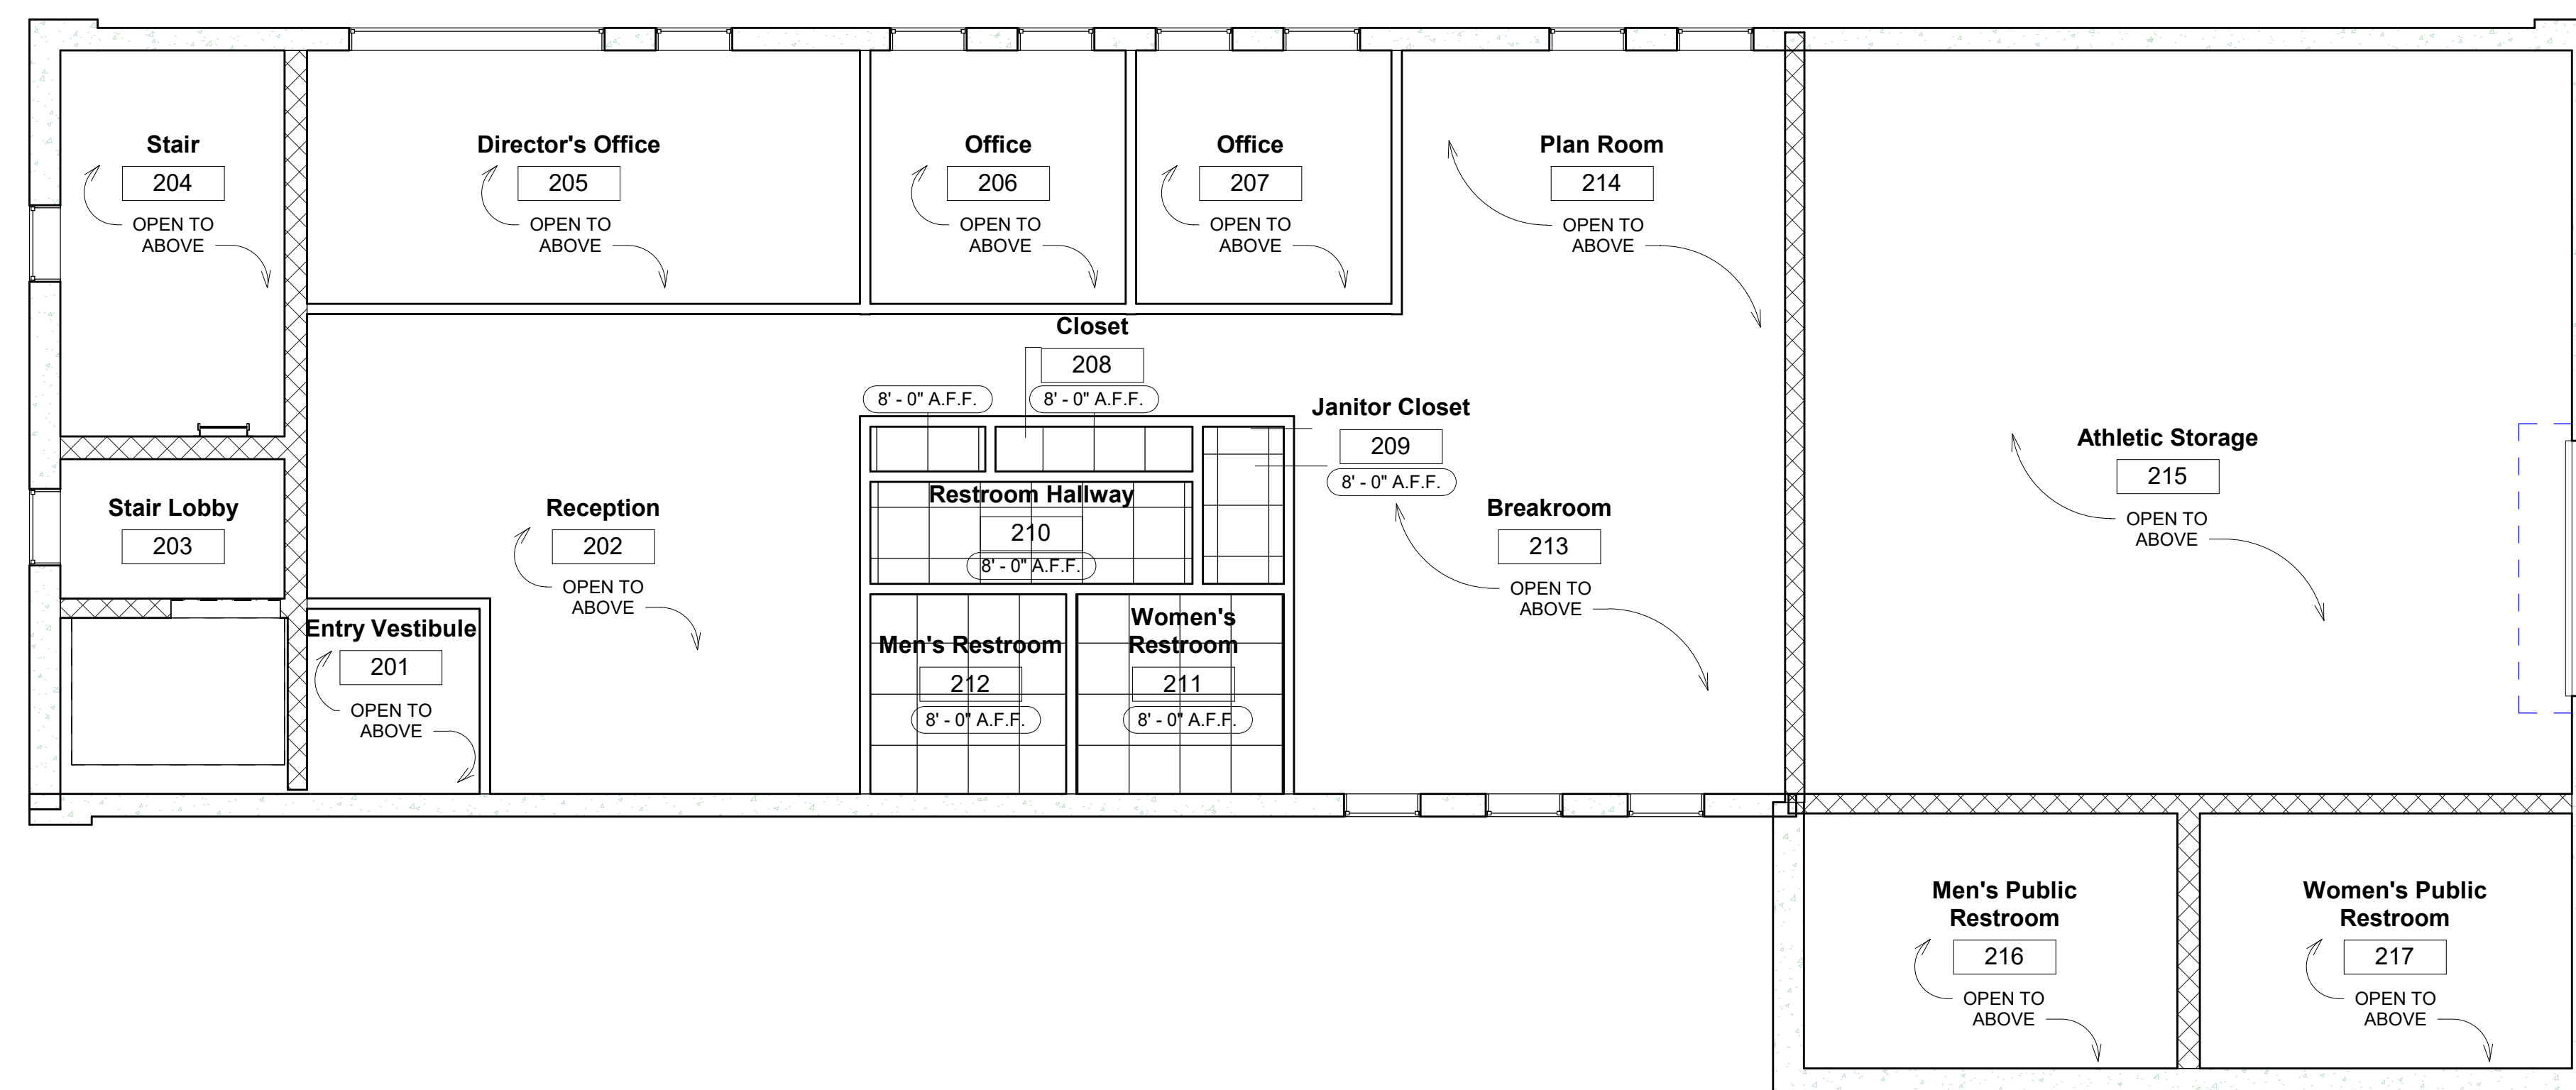 Stair
204
OPEN TO
ABOVE
Director's Office
205
OPEN TO
ABOVE
Office
206
OPEN TO
ABOVE
Office
207
OPEN TO
ABOVE
Plan Room
214
OPEN TO
ABOVE
Closet
208
8' - 0" A.F.F.
8' - 0" A.F.F.
Janitor Closet
209
8' - 0" A.F.F.
Athletic Storage
215
OPEN TO
ABOVE
Stair Lobby
203
Reception
202
OPEN TO
ABOVE
Restroom Hallway
210
8' - 0" A.F.F.
Breakroom
213
OPEN TO
ABOVE
Entry Vestibule
201
OPEN TO
ABOVE
Men's Restroom
212
8' - 0" A.F.F.
Women's
Restroom
211
8' - 0" A.F.F.
Men's Public
Restroom
216
OPEN TO
ABOVE
Women's Public
Restroom
217
OPEN TO
ABOVE